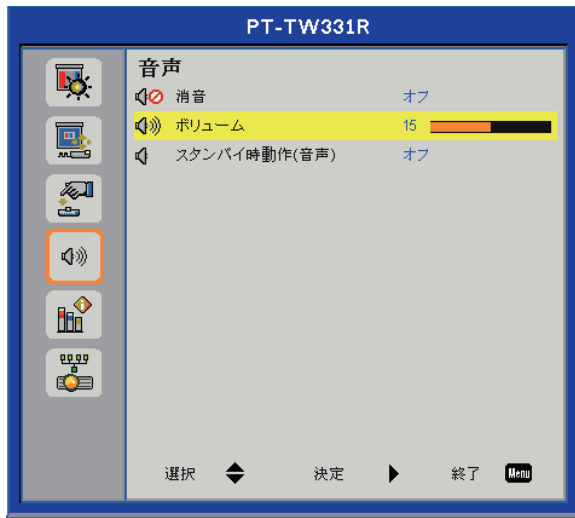 PT-TW331R
音声
消音 オフ
ボリューム 15
スタンバイ時動作(音声) オフ
選択 決定 終了 Menu